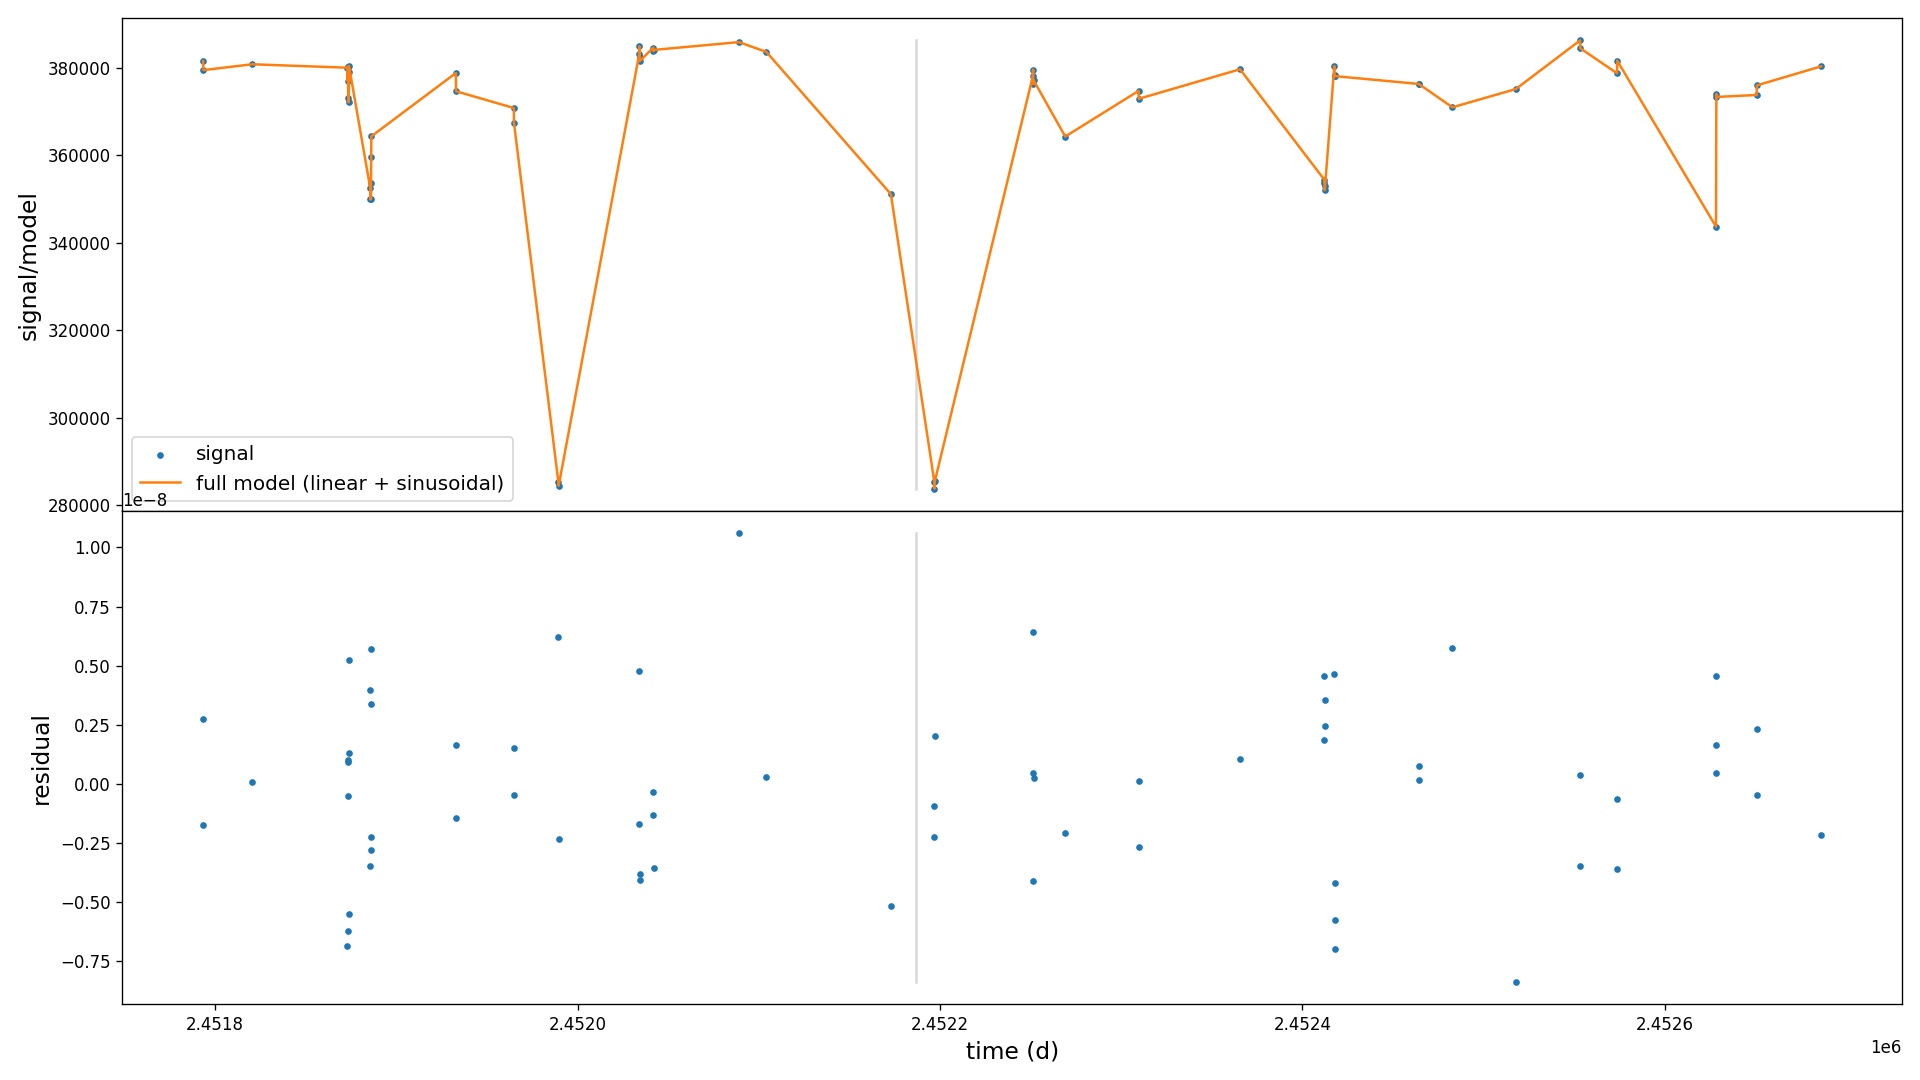 signal/model
380000
360000
340000
320000
300000
280000
signal
full model (linear + sinusoidal)
1e−8
residual
1.00
0.75
0.50
0.25
0.00
−0.25
−0.50
−0.75
2.4518
2.4520
2.4522
2.4524
2.4526
time (d)
1e6